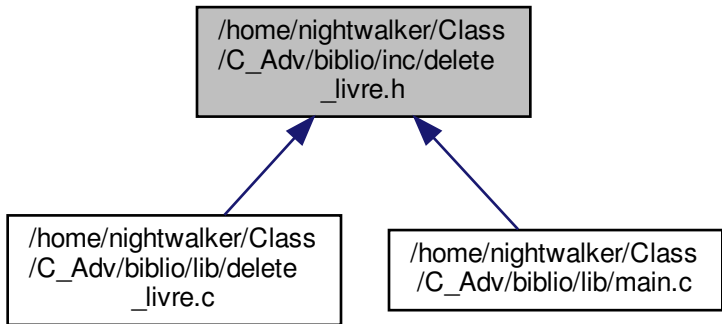 /home/nightwalker/Class
/C_Adv/biblio/inc/delete
_livre.h
/home/nightwalker/Class
/C_Adv/biblio/lib/delete
_livre.c
/home/nightwalker/Class
/C_Adv/biblio/lib/main.c